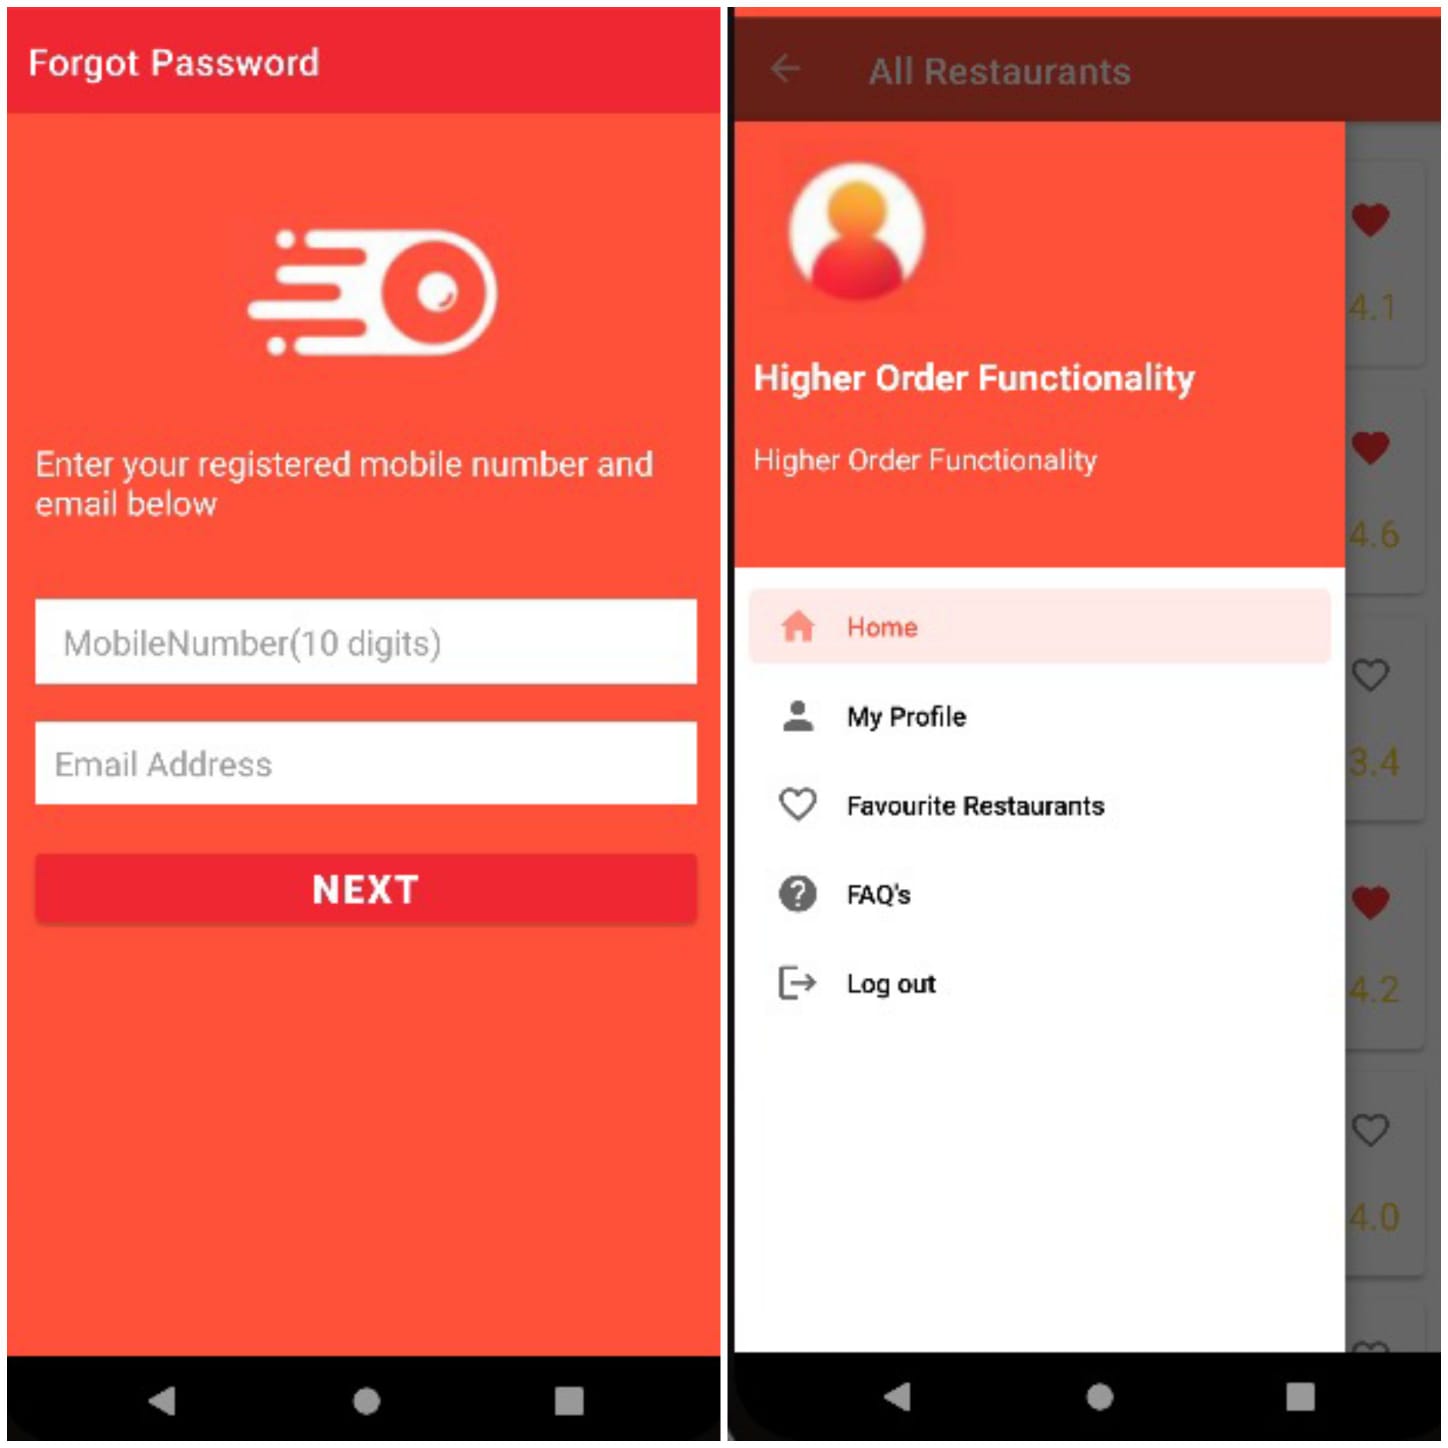 Forgot Password
Enter your registered mobile number and
email below
MobileNumber(10 digits)
Email Address
NEXT
All Restaurants
Higher Order Functionality
Higher Order Functionality
Home
My Profile
Favourite Restaurants
FAQ's
Log out
4.1
4.6
3.4
4.2
4.0